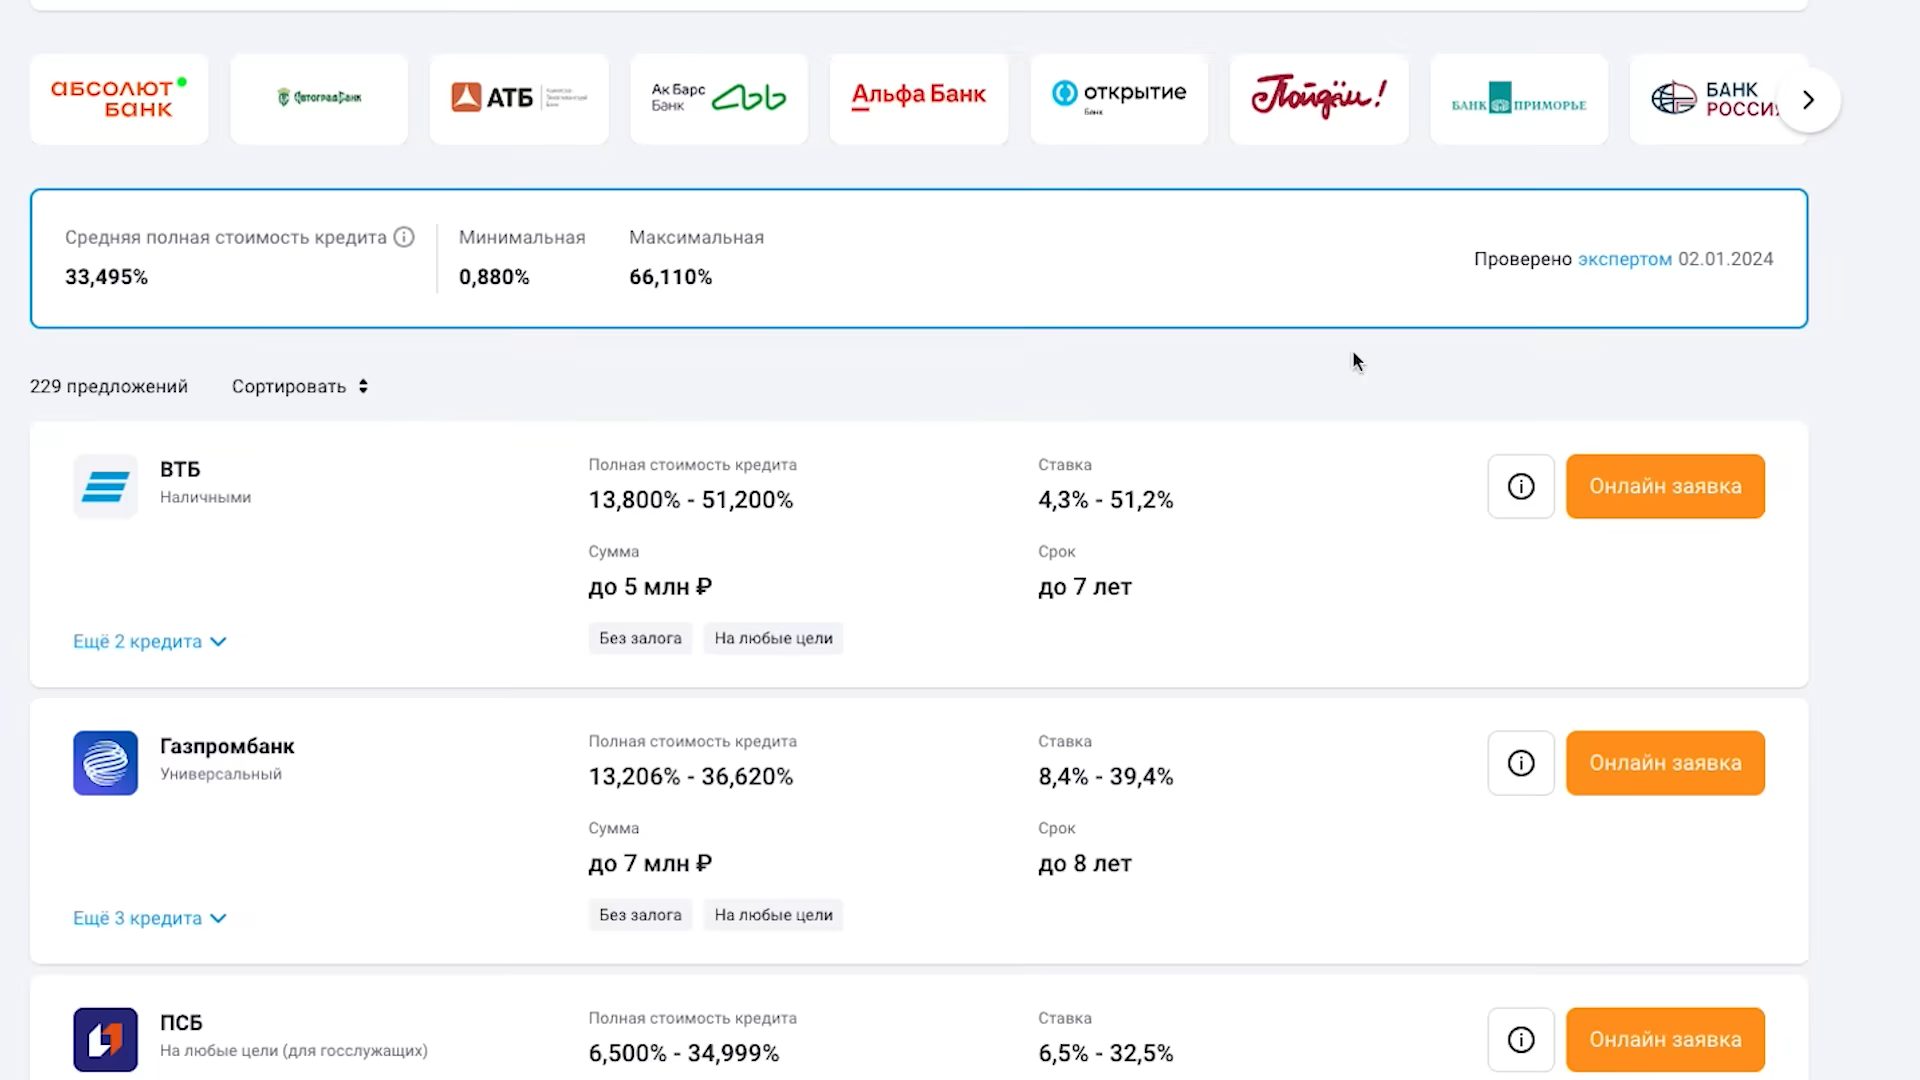 абсолют банк
Автоградбанк
АТБ
Ак Барс Банк
Альфа Банк
открытие банк
Пойдём!
БАНК ПРИМОРЬЕ
БАНК РОССИЯ
Средняя полная стоимость кредита
33,495%
Минимальная
0,880%
Максимальная
66,110%
Проверено экспертом 02.01.2024
229 предложений
Сортировать
ВТБ
Наличными
Полная стоимость кредита
13,800% - 51,200%
Ставка
4,3% - 51,2%
Онлайн заявка
Сумма
до 5 млн ₽
Срок
до 7 лет
Ещё 2 кредита
Без залога
На любые цели
Газпромбанк
Универсальный
Полная стоимость кредита
13,206% - 36,620%
Ставка
8,4% - 39,4%
Онлайн заявка
Сумма
до 7 млн ₽
Срок
до 8 лет
Ещё 3 кредита
Без залога
На любые цели
ПСБ
На любые цели (для госслужащих)
Полная стоимость кредита
6,500% - 34,999%
Ставка
6,5% - 32,5%
Онлайн заявка